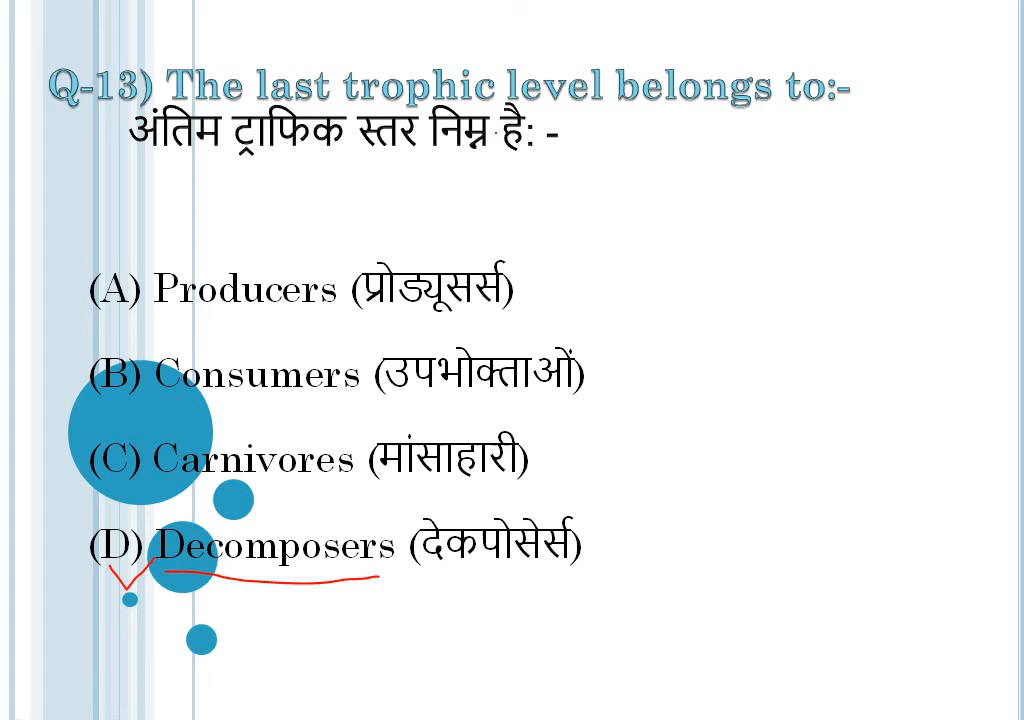 Q-13) The last trophic level belongs to:-
अंतिम ट्राफिक स्तर निम्न है: -
(A) Producers (प्रोड्यूसर्स)
(B) Consumers (उपभोक्ताओं)
(C) Carnivores (मांसाहारी)
(D) Decomposers (देकपोसेर्स)